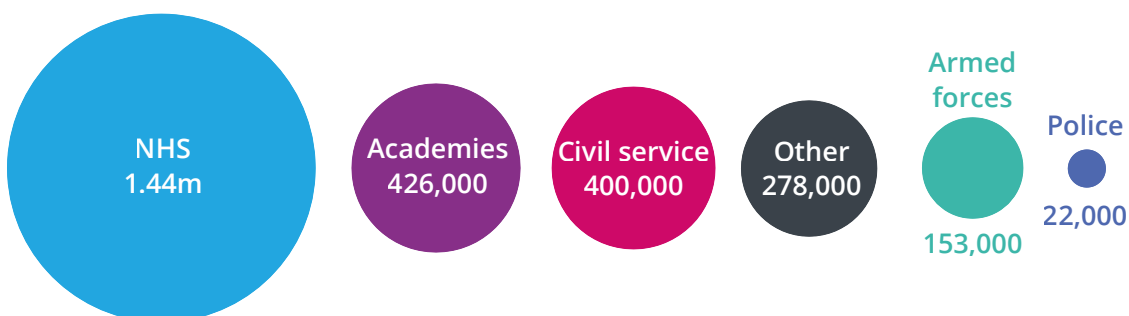 NHS
1.44m
Academies
426,000
Civil service
400,000
Other
278,000
Armed
forces
153,000
Police
22,000